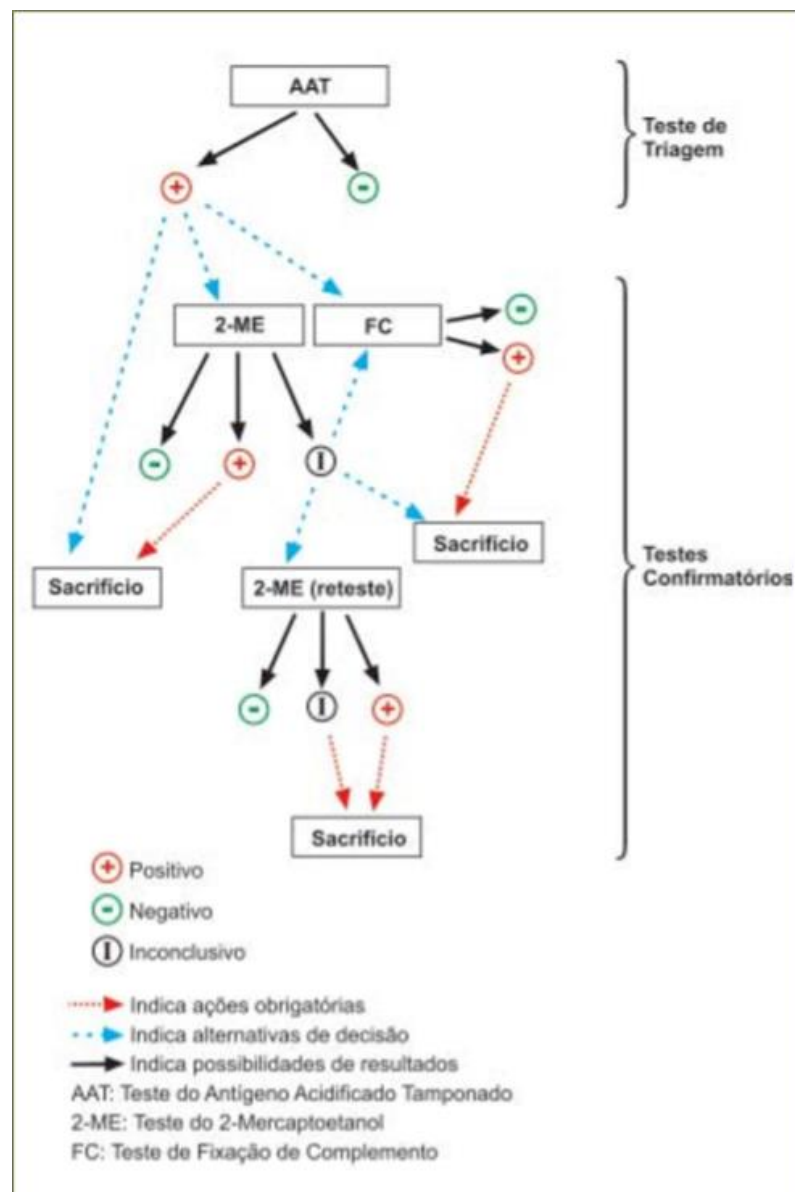 AAT
Teste de
Triagem
+
-
2-ME
FC
-
+
-
+
I
Sacrifício
Sacrifício
2-ME (reteste)
Testes
Confirmatórios
-
I
+
Sacrifício
+ Positivo
- Negativo
I Inconclusivo
Indica ações obrigatórias
Indica alternativas de decisão
Indica possibilidades de resultados
AAT: Teste do Antígeno Acidificado Tamponado
2-ME: Teste do 2-Mercaptoetanol
FC: Teste de Fixação de Complemento